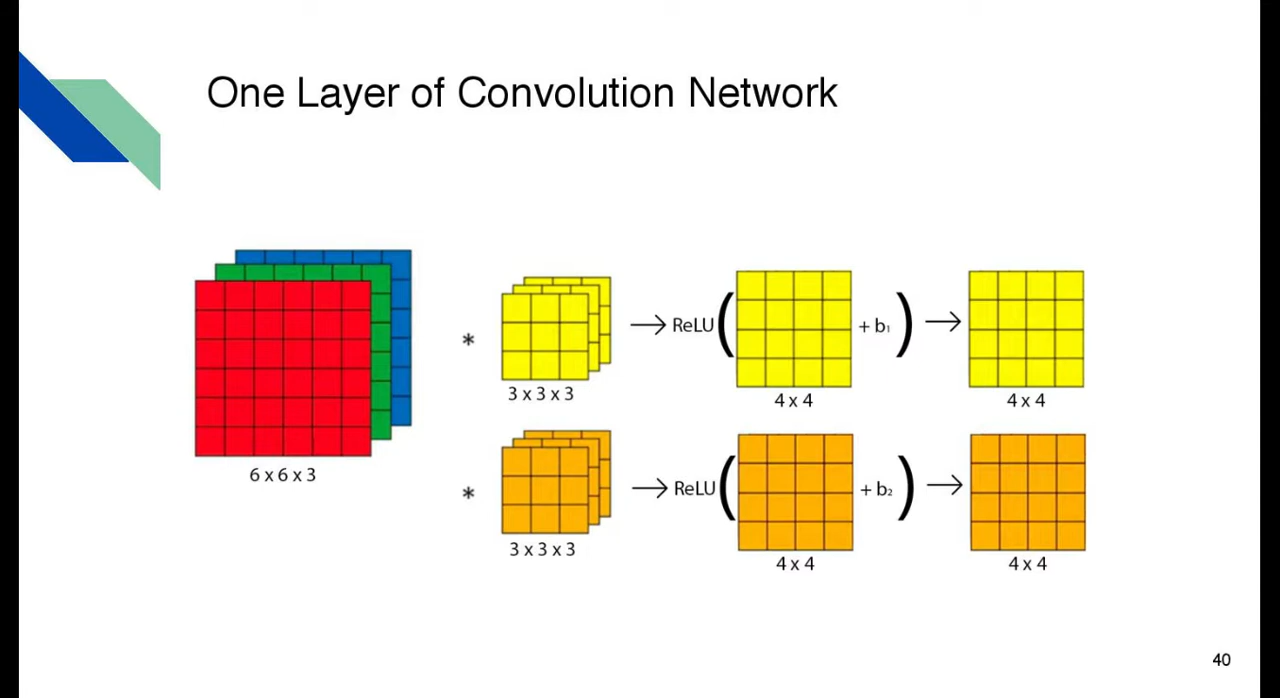 One Layer of Convolution Network
* → ReLU ( + b₁ ) →
3 x 3 x 3
4 x 4
4 x 4
6 x 6 x 3
* → ReLU ( + b₂ ) →
3 x 3 x 3
4 x 4
4 x 4
40